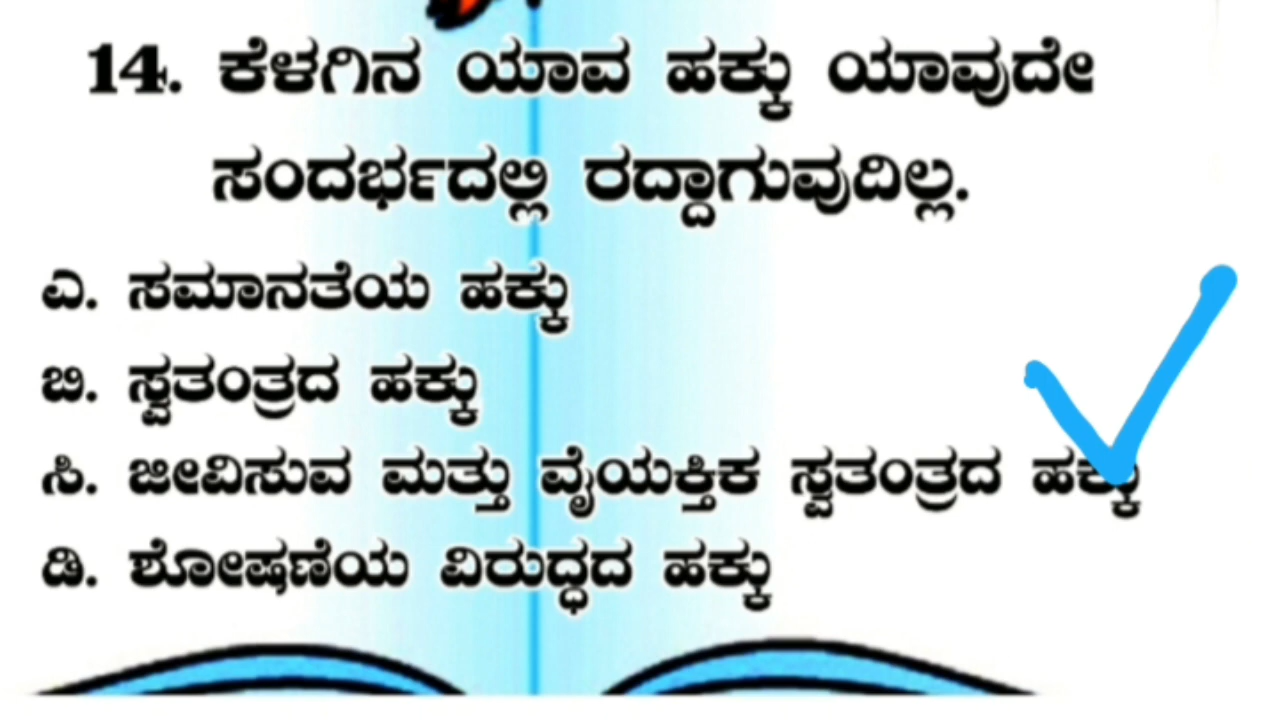 14. ಕೆಳಗಿನ ಯಾವ ಹಕ್ಕು ಯಾವುದೇ
ಸಂದರ್ಭದಲ್ಲಿ ರದ್ದಾಗುವುದಿಲ್ಲ.
ಎ. ಸಮಾನತೆಯ ಹಕ್ಕು
ಬಿ. ಸ್ವತಂತ್ರದ ಹಕ್ಕು
ಸಿ. ಜೀವಿಸುವ ಮತ್ತು ವೈಯಕ್ತಿಕ ಸ್ವತಂತ್ರದ ಹಕ್ಕು
ಡಿ. ಶೋಷಣೆಯ ವಿರುದ್ಧದ ಹಕ್ಕು